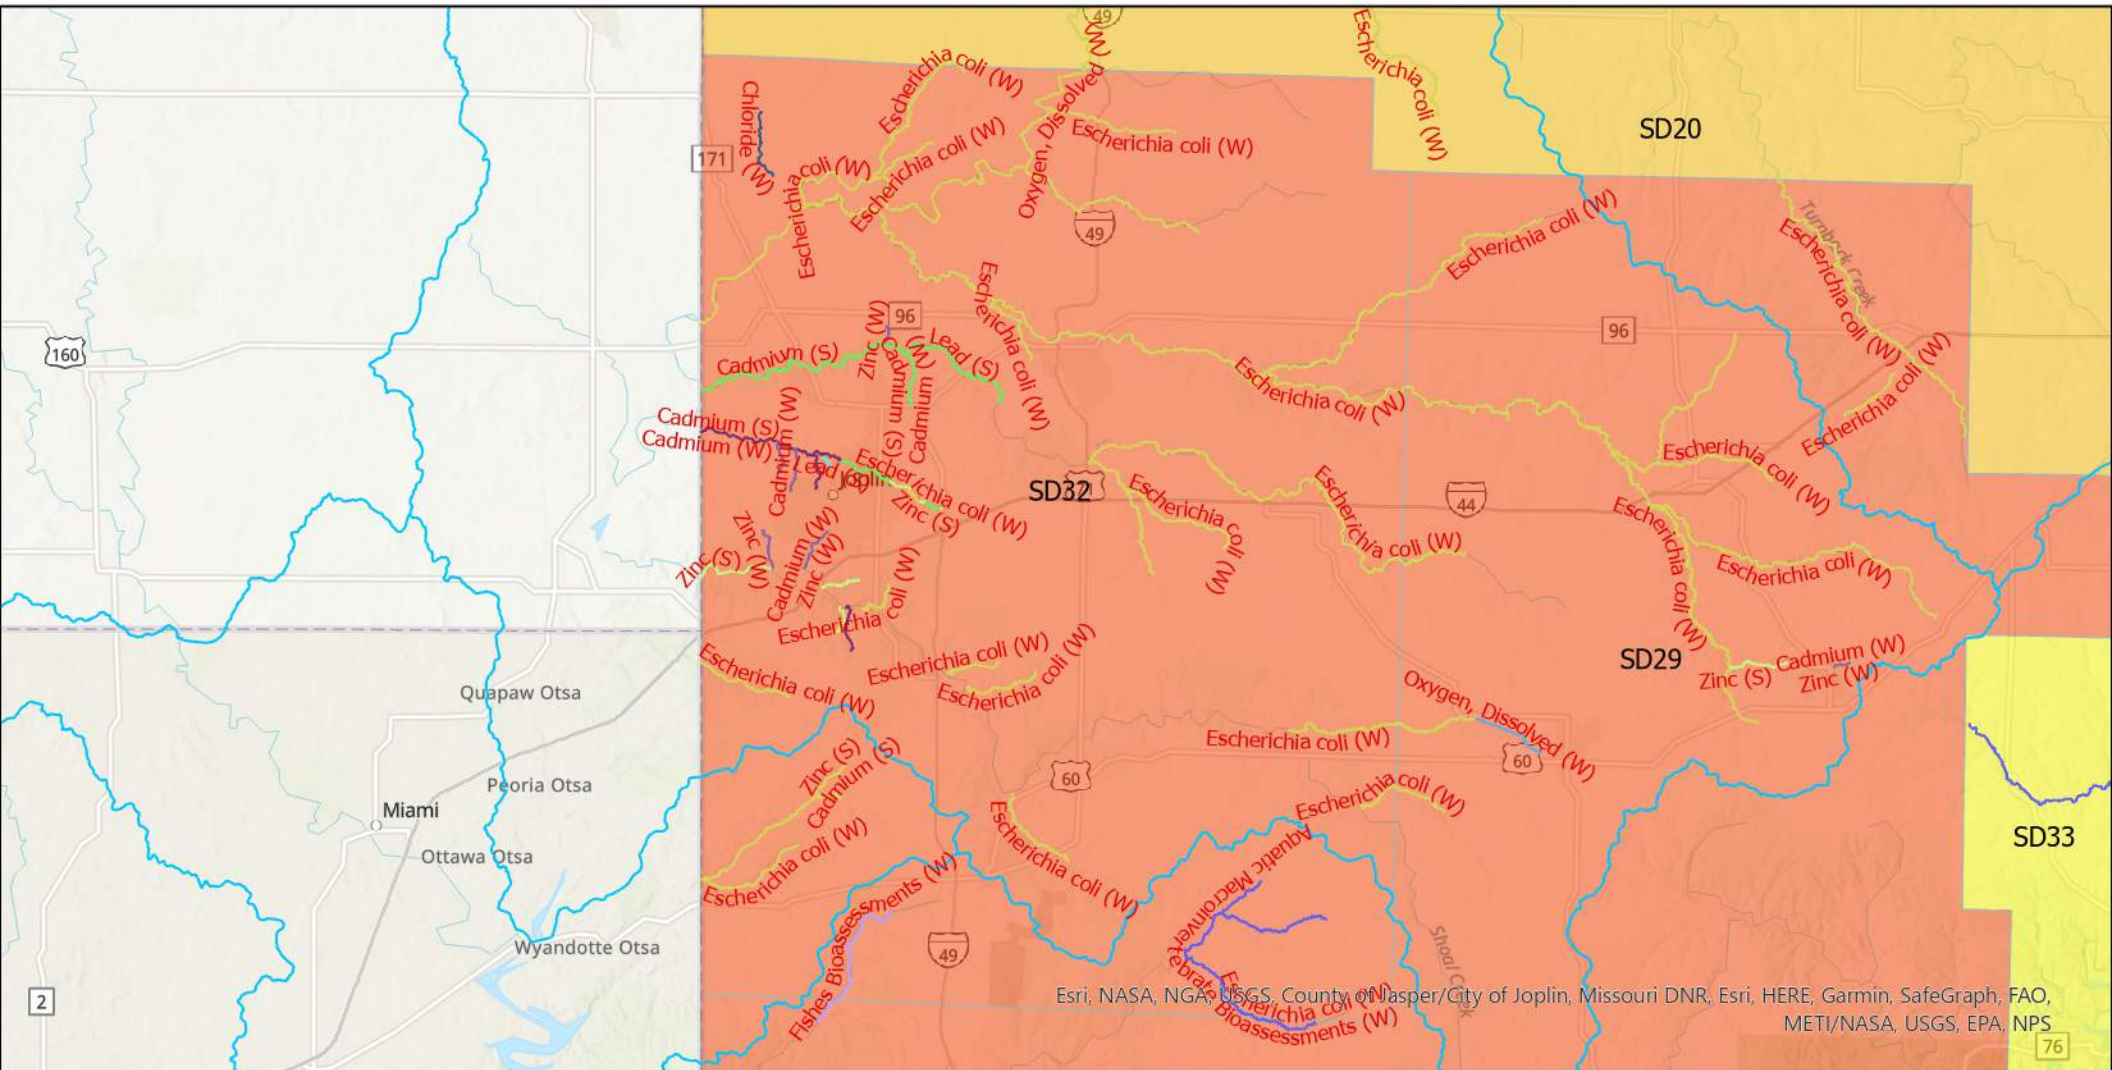 49
Escherichia coli (W)
Escherichia coli (W)
Oxygen, Dissolved (W)
Chloride (W)
SD20
Escherichia coli (W)
Escherichia coli (W)
171
Escherichia coli (W)
Escherichia coli (W)
Turnback Creek
Escherichia coli (W)
49
Escherichia coli (W)
96
96
Zinc (W)
Lead (S)
Cadmium (S)
Cadmium (S)
Cadmium (W)
160
Escherichia coli (W)
Escherichia coli (W)
Cadmium (S)
Cadmium (W)
Cadmium (W)
Lead (S)
Joplin
Escherichia coli (W)
Zinc (S)
SD32
Escherichia coli (W)
Escherichia coli (W)
44
Escherichia coli (W)
Escherichia coli (W)
Zinc (W)
Zinc (S)
Cadmium (W)
Zinc (W)
Escherichia coli (W)
Escherichia coli (W)
Escherichia coli (W)
Escherichia coli (W)
Escherichia coli (W)
SD29
Cadmium (W)
Zinc (S)
Zinc (W)
Quapaw Otsa
Oxygen, Dissolved (W)
Escherichia coli (W)
60
60
Zinc (S)
Cadmium (S)
Peoria Otsa
Miami
Escherichia coli (W)
SD33
Ottawa Otsa
Escherichia coli (W)
Escherichia coli (W)
Aquatic Macroinvertebrate Bioassessments (W)
Fishes Bioassessments (W)
Wyandotte Otsa
49
Shoal Creek
2
Escherichia coli (W)
Esri, NASA, NGA, USGS, County of Jasper/City of Joplin, Missouri DNR, Esri, HERE, Garmin, SafeGraph, FAO,
METI/NASA, USGS, EPA, NPS
76